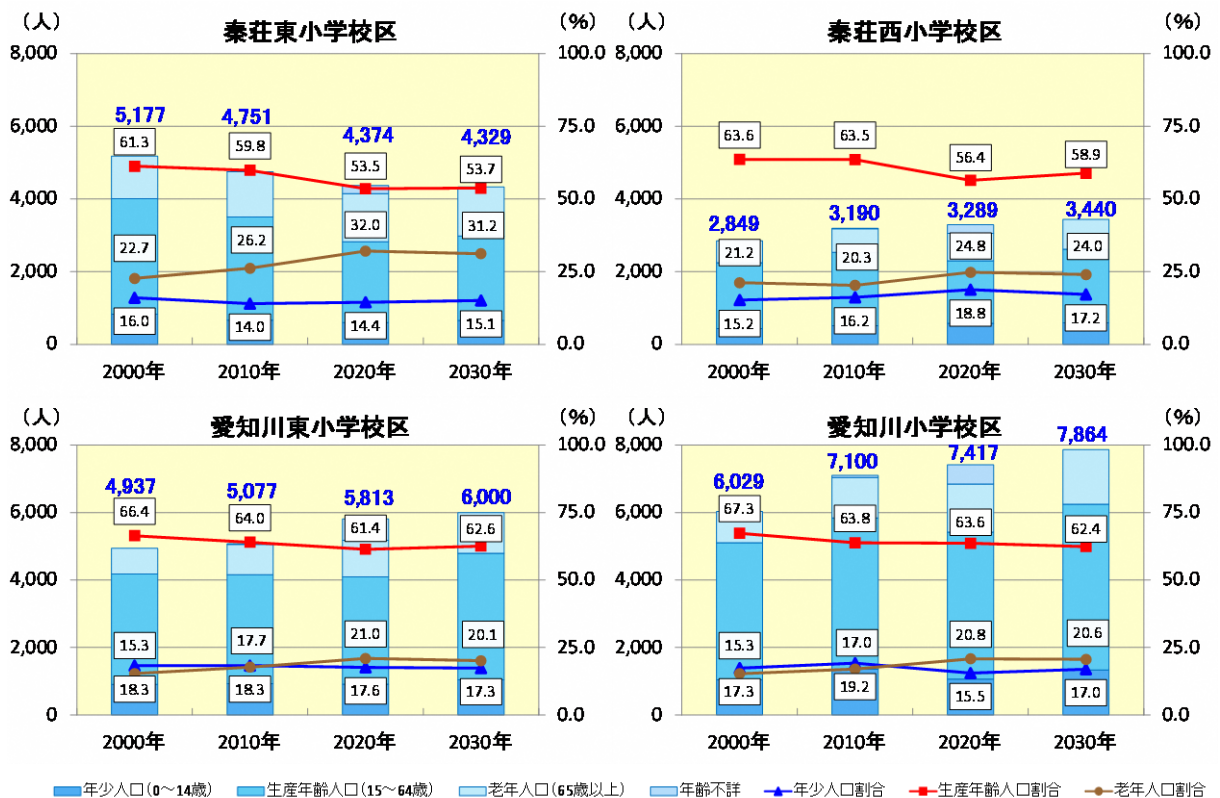 (人) 秦荘東小学校区 (%)
8,000 100.0
5,177 4,751 4,374 4,329
6,000 61.3 59.8 53.5 53.7 75.0
4,000 50.0
22.7 26.2 32.0 31.2
2,000 25.0
16.0 14.0 14.4 15.1
0 0.0
2000年 2010年 2020年 2030年
(人) 秦荘西小学校区 (%)
8,000 100.0
6,000 63.6 63.5 56.4 58.9 75.0
4,000 50.0
2,849 3,190 3,289 3,440
21.2 20.3 24.8 24.0
2,000 25.0
15.2 16.2 18.8 17.2
0 0.0
2000年 2010年 2020年 2030年
(人) 愛知川東小学校区 (%)
8,000 100.0
4,937 5,077 5,813 6,000
6,000 66.4 64.0 61.4 62.6 75.0
4,000 50.0
15.3 17.7 21.0 20.1
2,000 25.0
18.3 18.3 17.6 17.3
0 0.0
2000年 2010年 2020年 2030年
(人) 愛知川小学校区 (%)
8,000 100.0
6,029 7,100 7,417 7,864
6,000 67.3 63.8 63.6 62.4 75.0
4,000 50.0
15.3 17.0 20.8 20.6
2,000 25.0
17.3 19.2 15.5 17.0
0 0.0
2000年 2010年 2020年 2030年
年少人口(0～14歳) 生産年齢人口(15～64歳) 老年人口(65歳以上) 年齢不詳 年少人口割合 生産年齢人口割合 老年人口割合